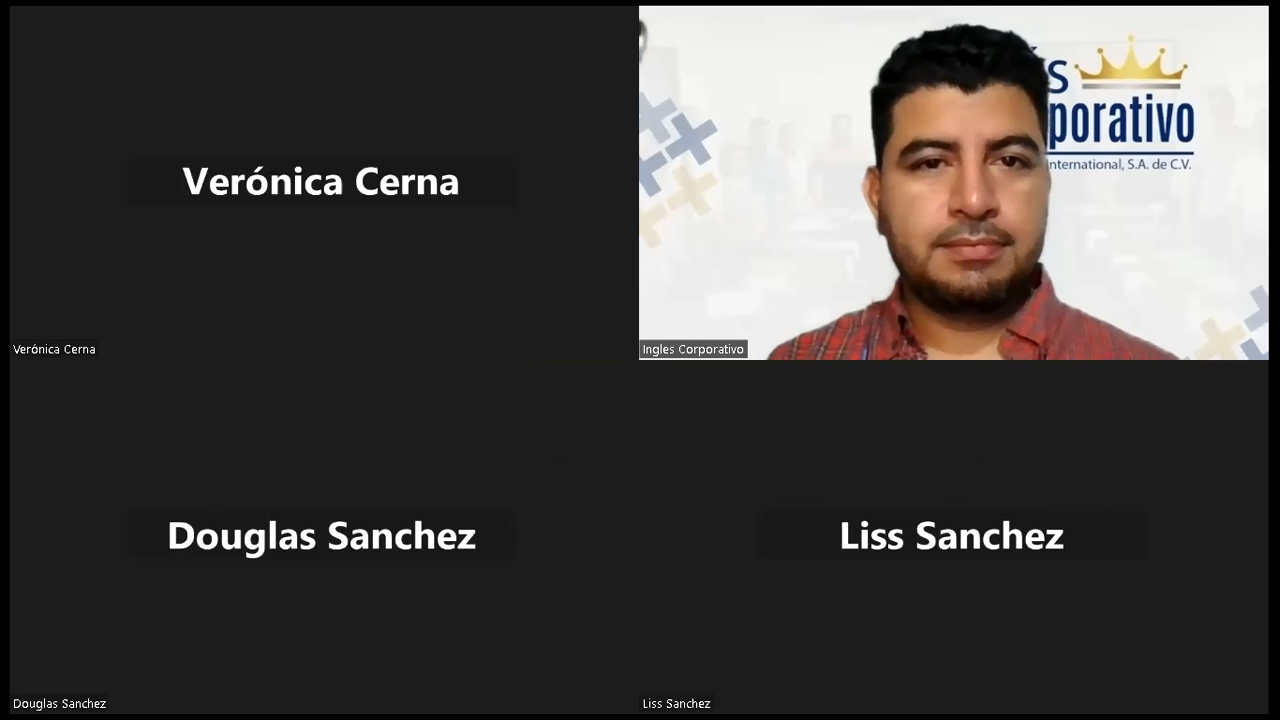 Verónica Cerna
s
porativo
International, S.A. de C.V.
Verónica Cerna
Ingles Corporativo
Douglas Sanchez
Liss Sanchez
Douglas Sanchez
Liss Sanchez